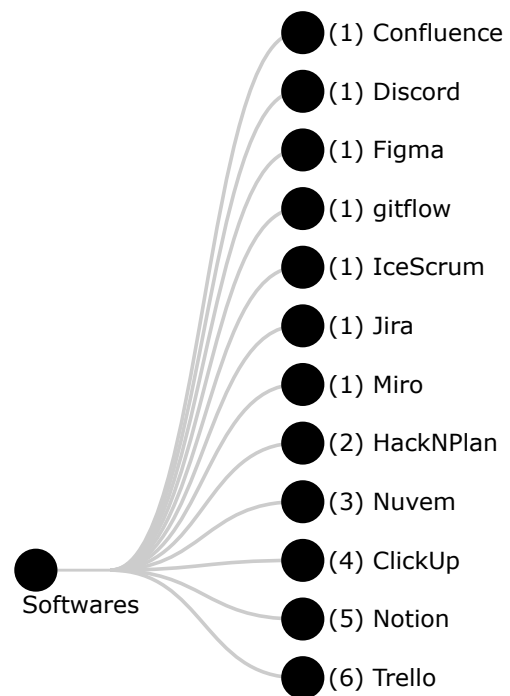 (1) Confluence
(1) Discord
(1) Figma
(1) gitflow
(1) IceScrum
(1) Jira
(1) Miro
(2) HackNPlan
(3) Nuvem
(4) ClickUp
Softwares
(5) Notion
(6) Trello